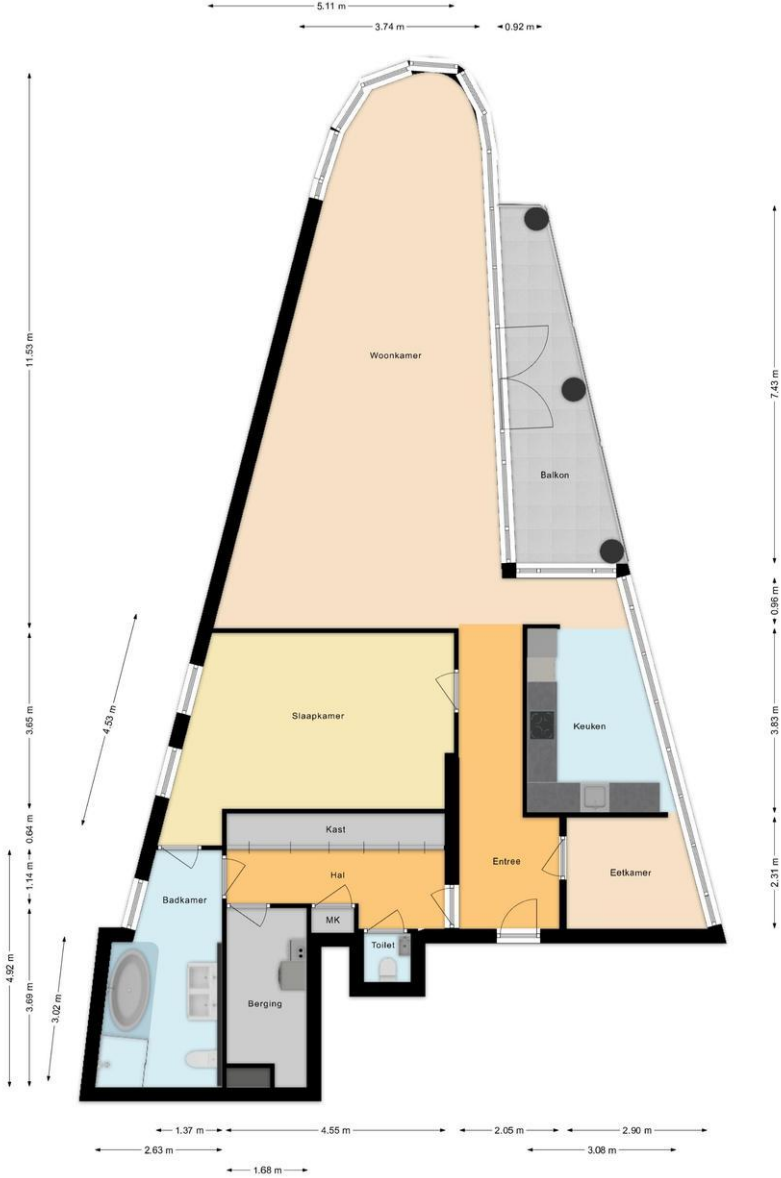 5.11 m
3.74 m
0.92 m
11.53 m
Woonkamer
7.43 m
Balkon
0.96 m
4.53 m
3.65 m
Slaapkamer
Keuken
3.83 m
0.64 m
Kast
1.14 m
Hal
Entree
Eetkamer
2.31 m
Badkamer
MK
Toilet
4.92 m
3.69 m
3.02 m
Berging
1.37 m
4.55 m
2.05 m
2.90 m
2.63 m
3.08 m
1.68 m